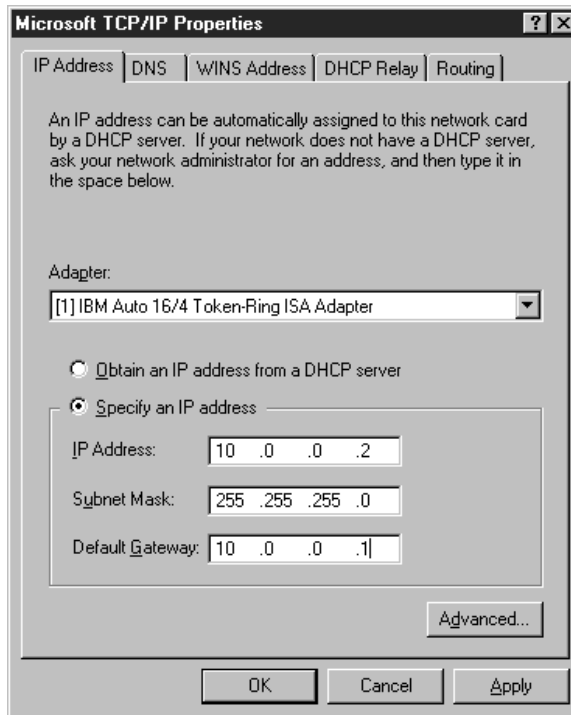 Microsoft TCP/IP Properties
IP Address DNS WINS Address DHCP Relay Routing
An IP address can be automatically assigned to this network card
by a DHCP server. If your network does not have a DHCP server,
ask your network administrator for an address, and then type it in
the space below.
Adapter:
[1] IBM Auto 16/4 Token-Ring ISA Adapter
Obtain an IP address from a DHCP server
Specify an IP address
IP Address: 10 .0 .0 .2
Subnet Mask: 255 .255 .255 .0
Default Gateway: 10 .0 .0 .1
Advanced...
OK Cancel Apply